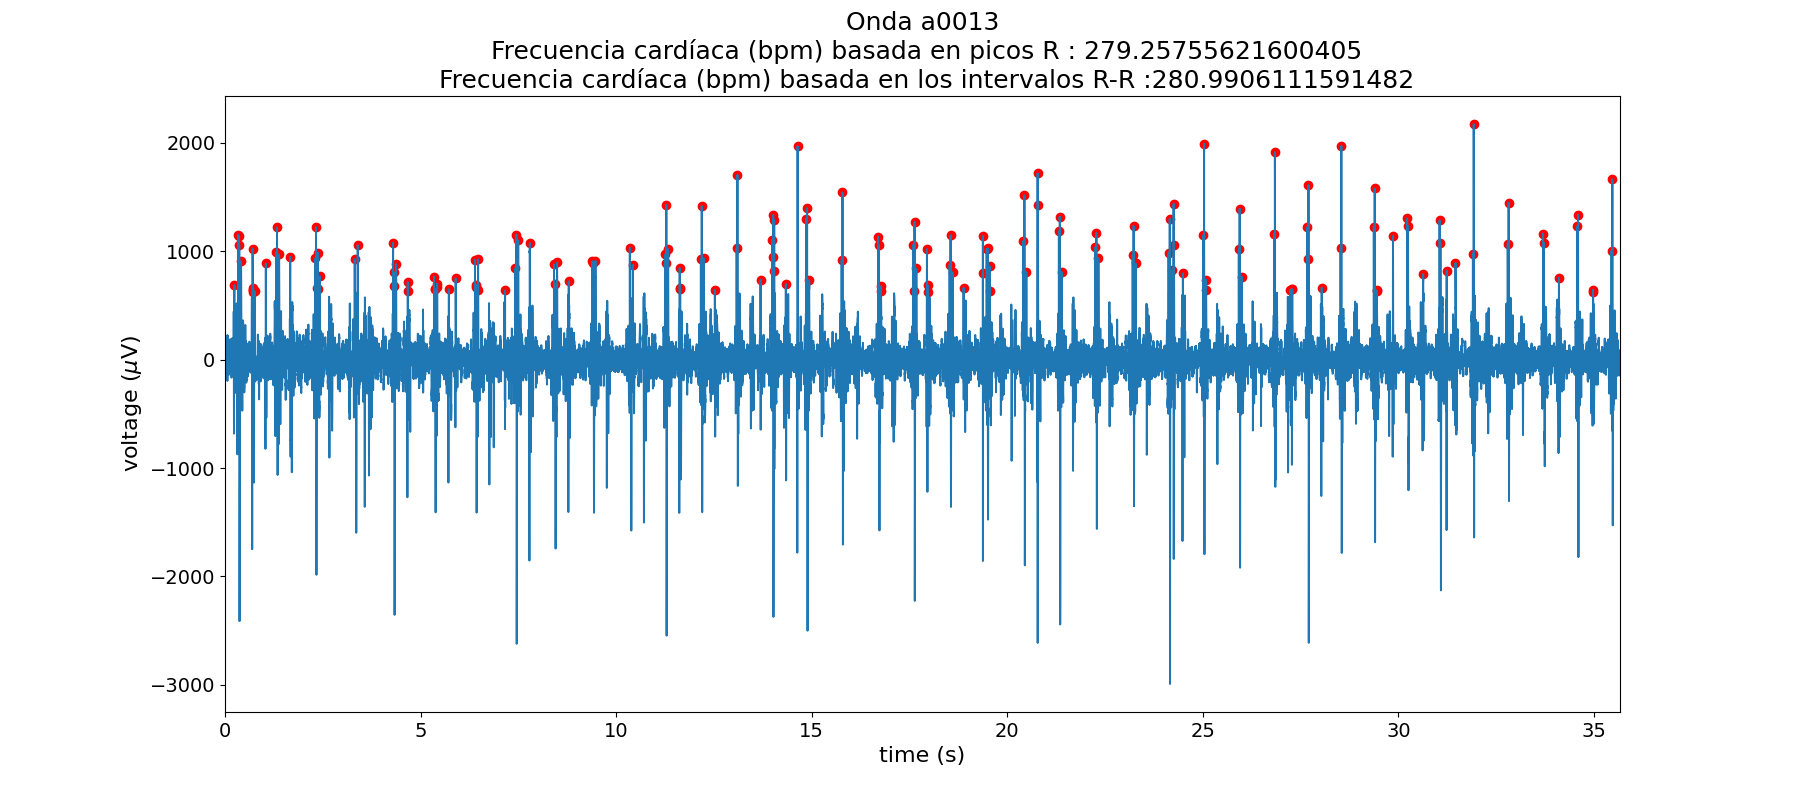 Onda a0013
Frecuencia cardíaca (bpm) basada en picos R : 279.25755621600405
Frecuencia cardíaca (bpm) basada en los intervalos R-R :280.9906111591482
2000
1000
0
−1000
−2000
−3000
voltage (μV)
0 5 10 15 20 25 30 35
time (s)